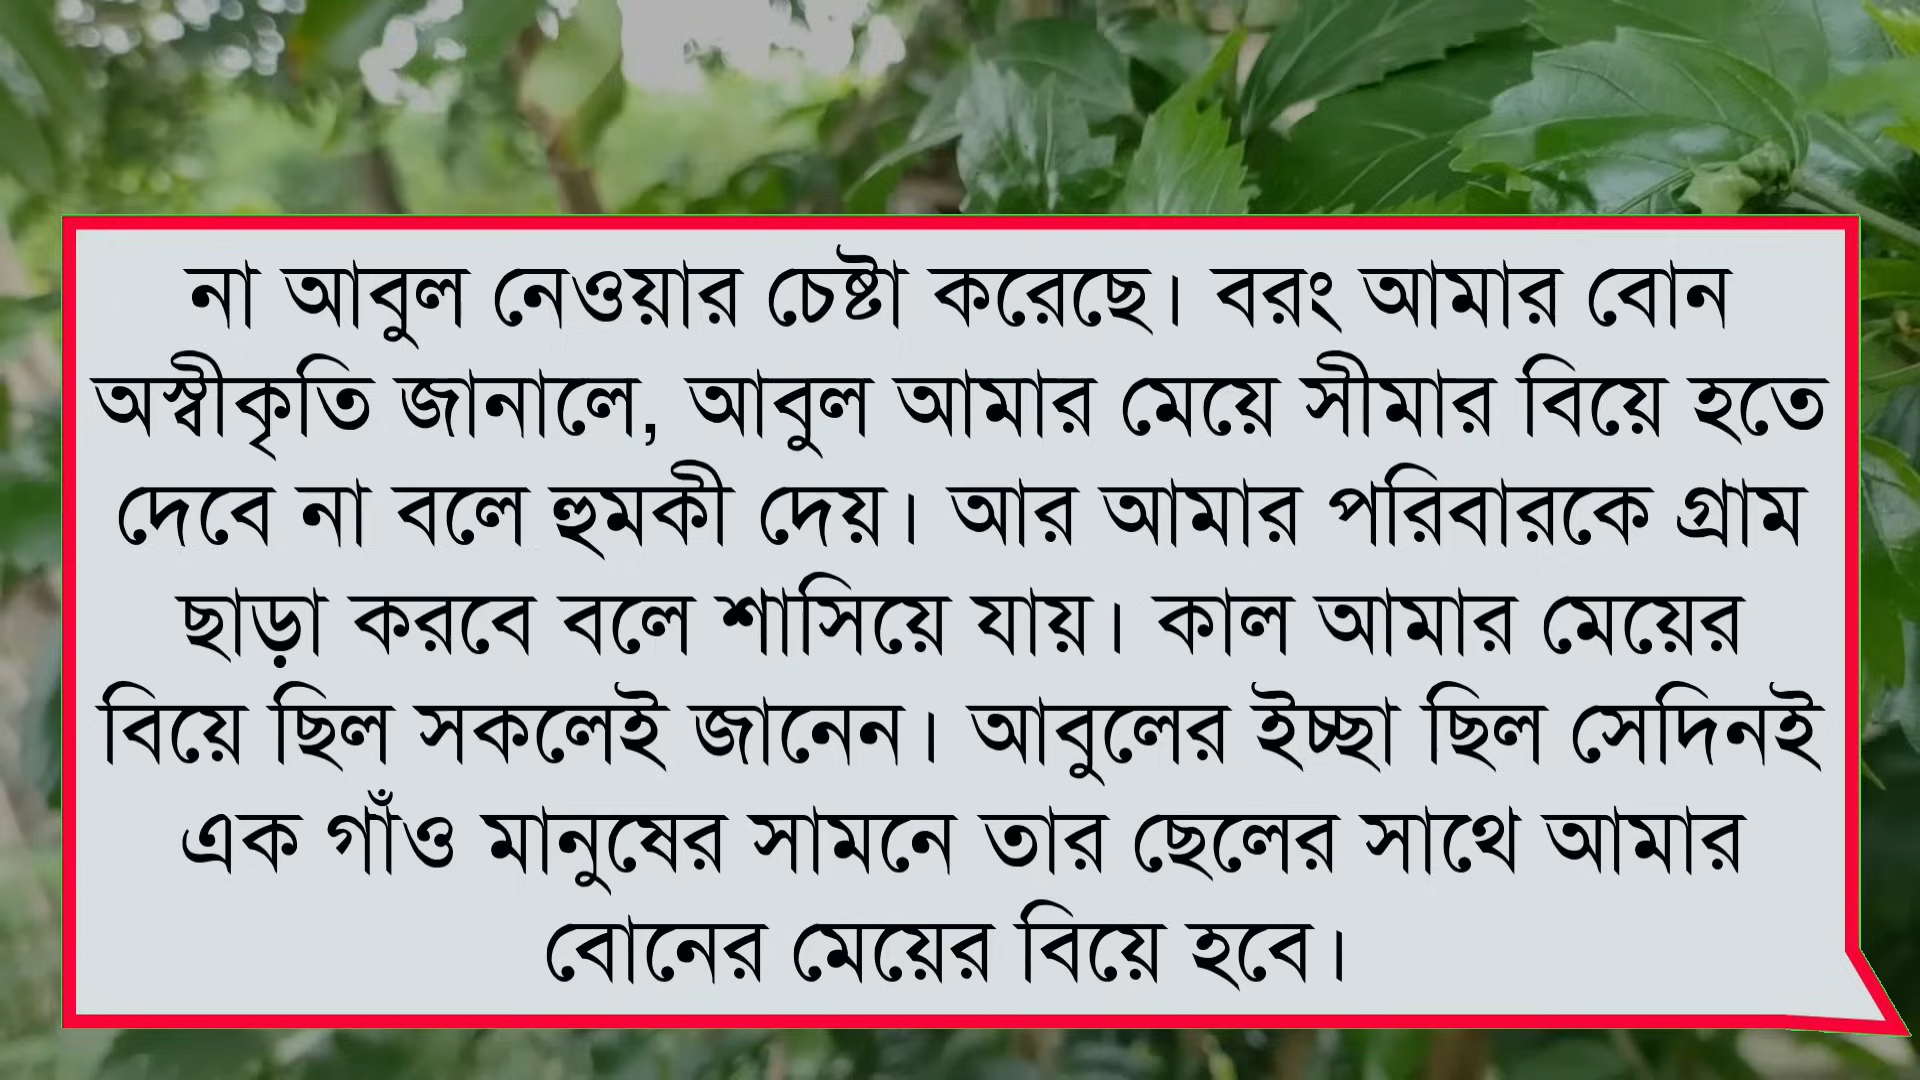 না আবুল নেওয়ার চেষ্টা করেছে। বরং আমার বোন
অস্বীকৃতি জানালে, আবুল আমার মেয়ে সীমার বিয়ে হতে
দেবে না বলে হুমকী দেয়। আর আমার পরিবারকে গ্রাম
ছাড়া করবে বলে শাসিয়ে যায়। কাল আমার মেয়ের
বিয়ে ছিল সকলেই জানেন। আবুলের ইচ্ছা ছিল সেদিনই
এক গাঁও মানুষের সামনে তার ছেলের সাথে আমার
বোনের মেয়ের বিয়ে হবে।